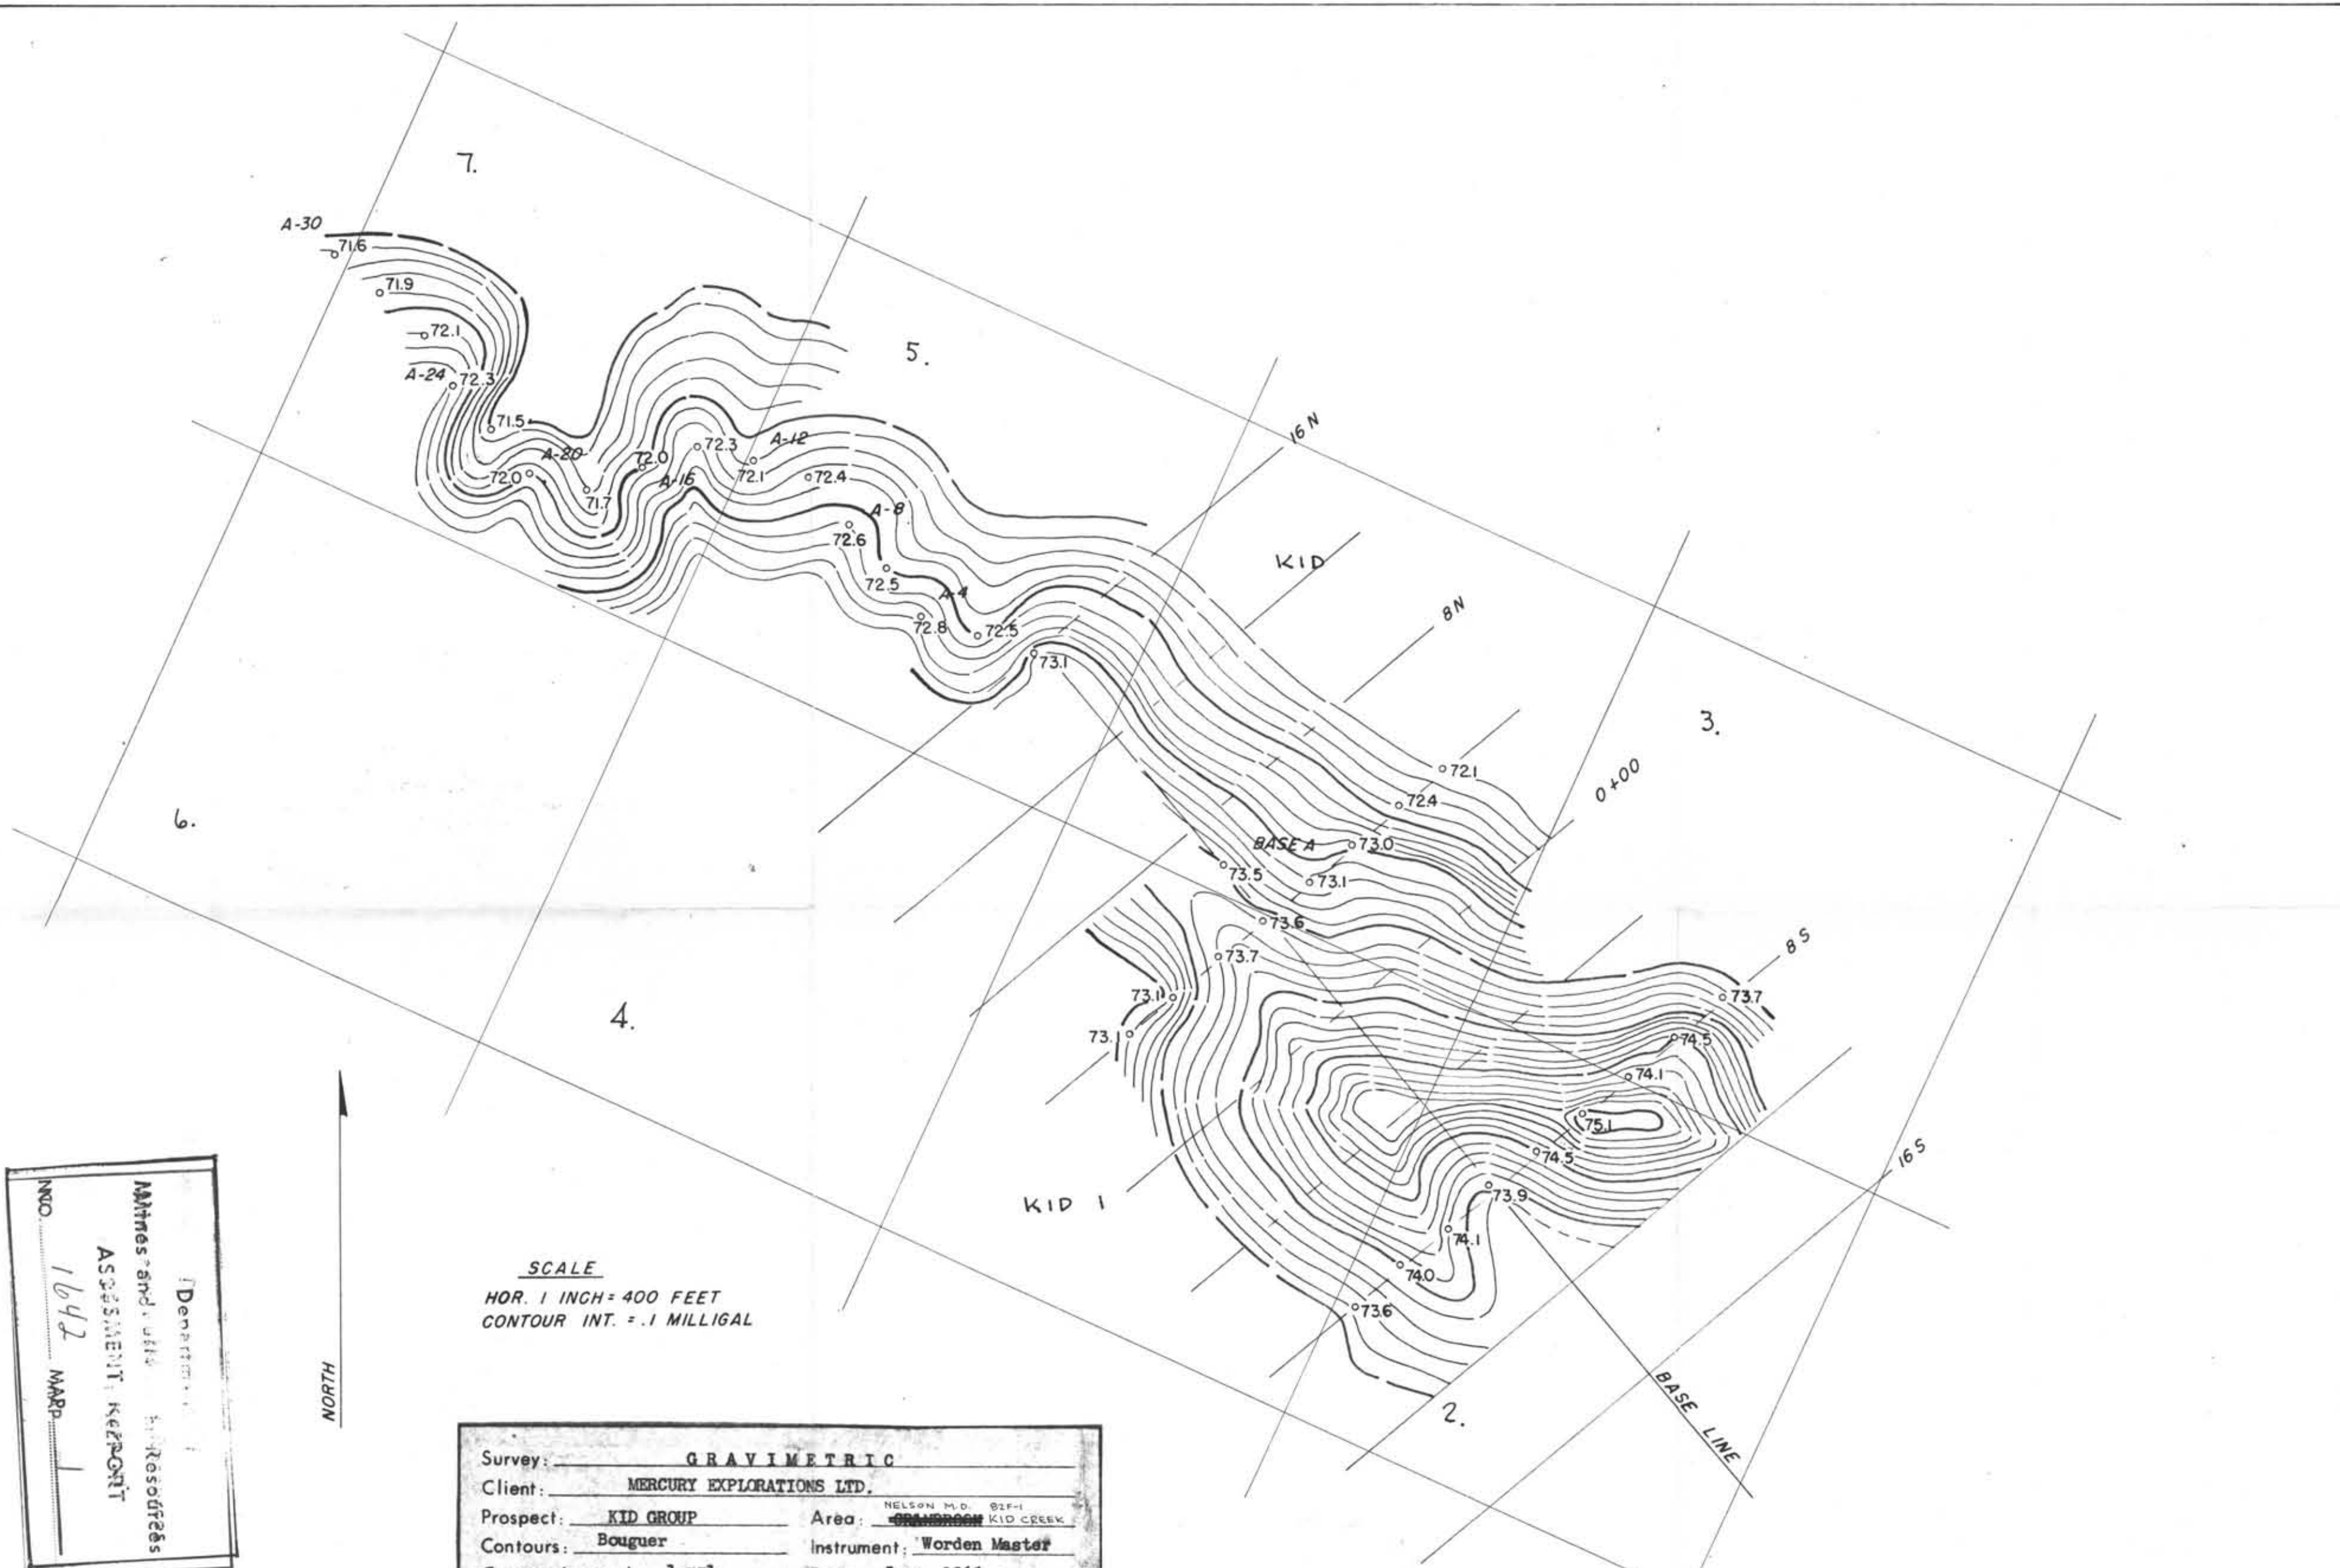 7.
A-30
71.6
71.9
72.1
A-24
72.3
71.5
A-20
72.0
71.7
72.0
A-16
72.3
A-12
72.1
72.4
5.
A-8
72.6
72.5
A-4
72.8
72.5
73.1
16 N
KID
8N
3.
72.1
72.4
0+00
BASE A
73.0
73.5
73.1
73.6
73.7
73.1
73.1
8 S
73.7
74.5
74.1
75.1
74.5
73.9
74.1
74.0
73.6
16 S
6.
4.
KID 1
2.
BASE LINE
NORTH
SCALE
HOR. 1 INCH = 400 FEET
CONTOUR INT. = .1 MILLIGAL
Mines and Resources
ASSESSMENT REPORT
NO. 1642 MAP 1
Survey: GRAVIMETRIC
Client: MERCURY EXPLORATIONS LTD.
NELSON M.D. 82F-1
Prospect: KID GROUP Area: KID CREEK
Contours: Bouguer Instrument: Worden Master